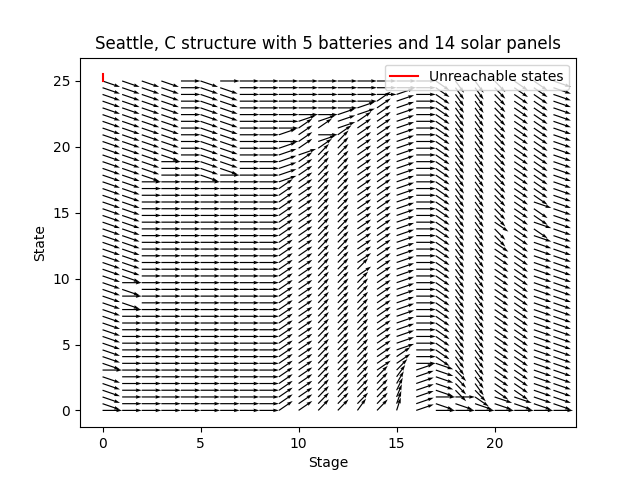 Seattle, C structure with 5 batteries and 14 solar panels
Unreachable states
25
20
15
10
5
0
State
0 5 10 15 20
Stage